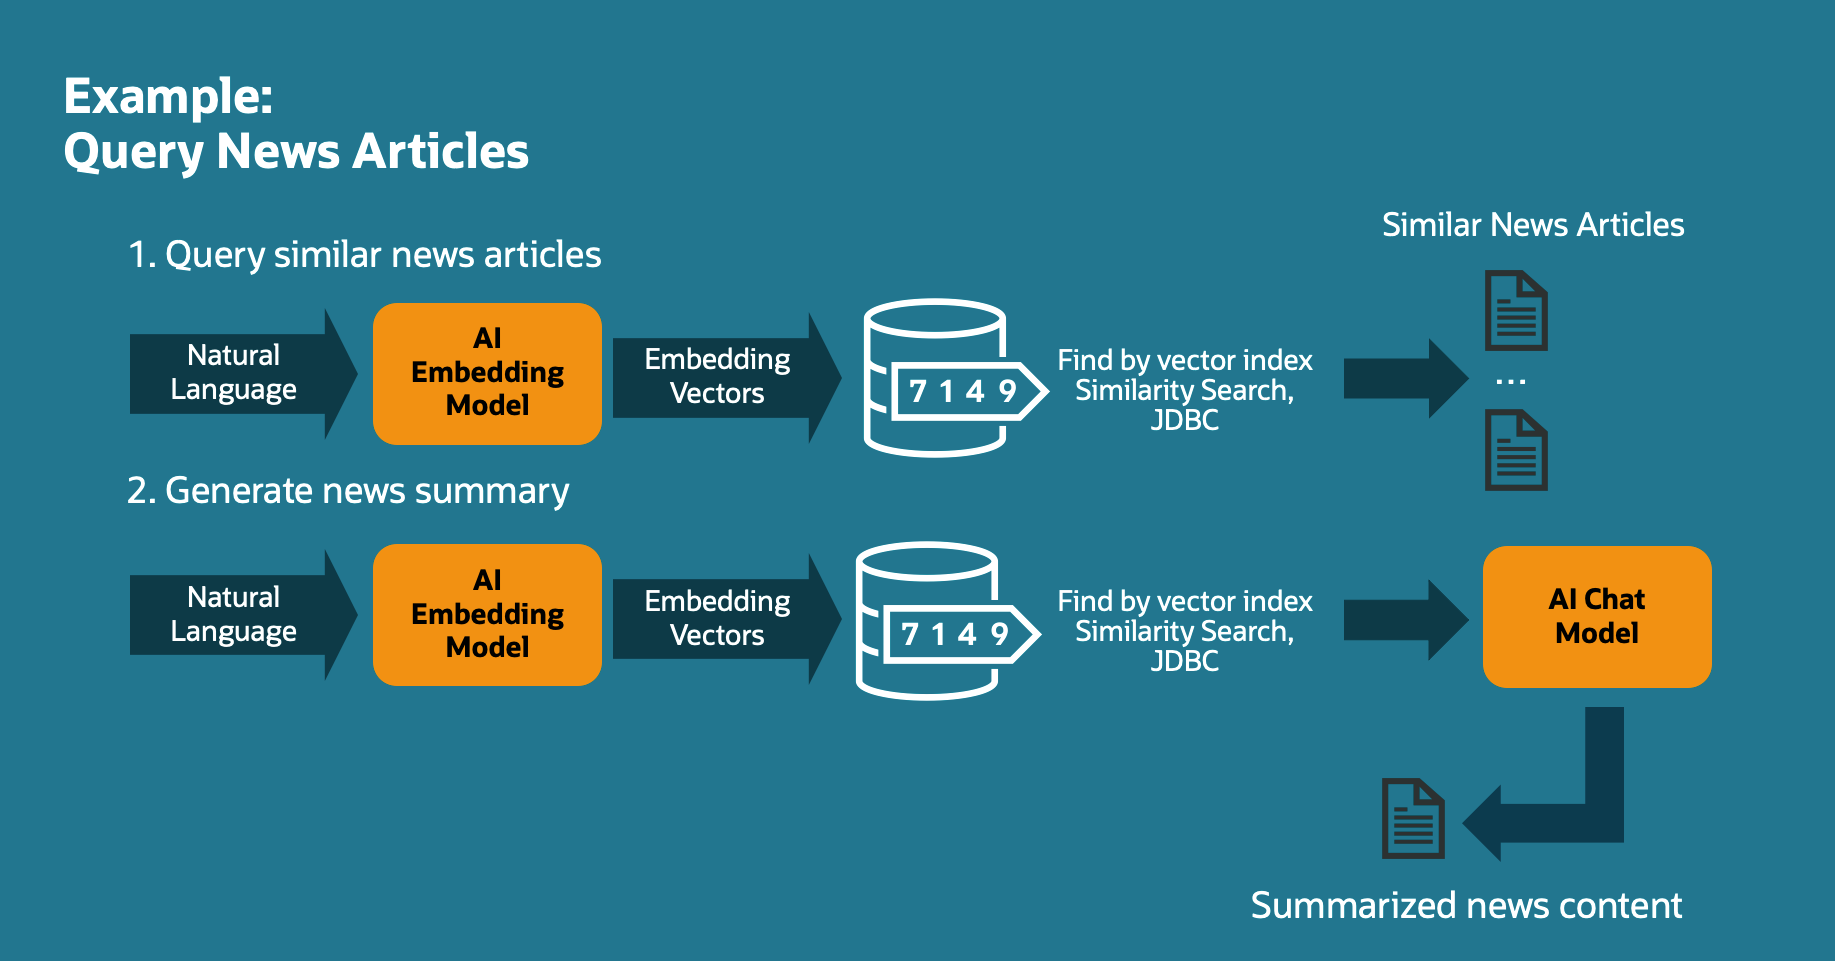 Example:
Query News Articles
1. Query similar news articles
Similar News Articles
Natural
Language
AI
Embedding
Model
Embedding
Vectors
7 1 4 9
Find by vector index
Similarity Search,
JDBC
...
2. Generate news summary
Natural
Language
AI
Embedding
Model
Embedding
Vectors
7 1 4 9
Find by vector index
Similarity Search,
JDBC
AI Chat
Model
Summarized news content